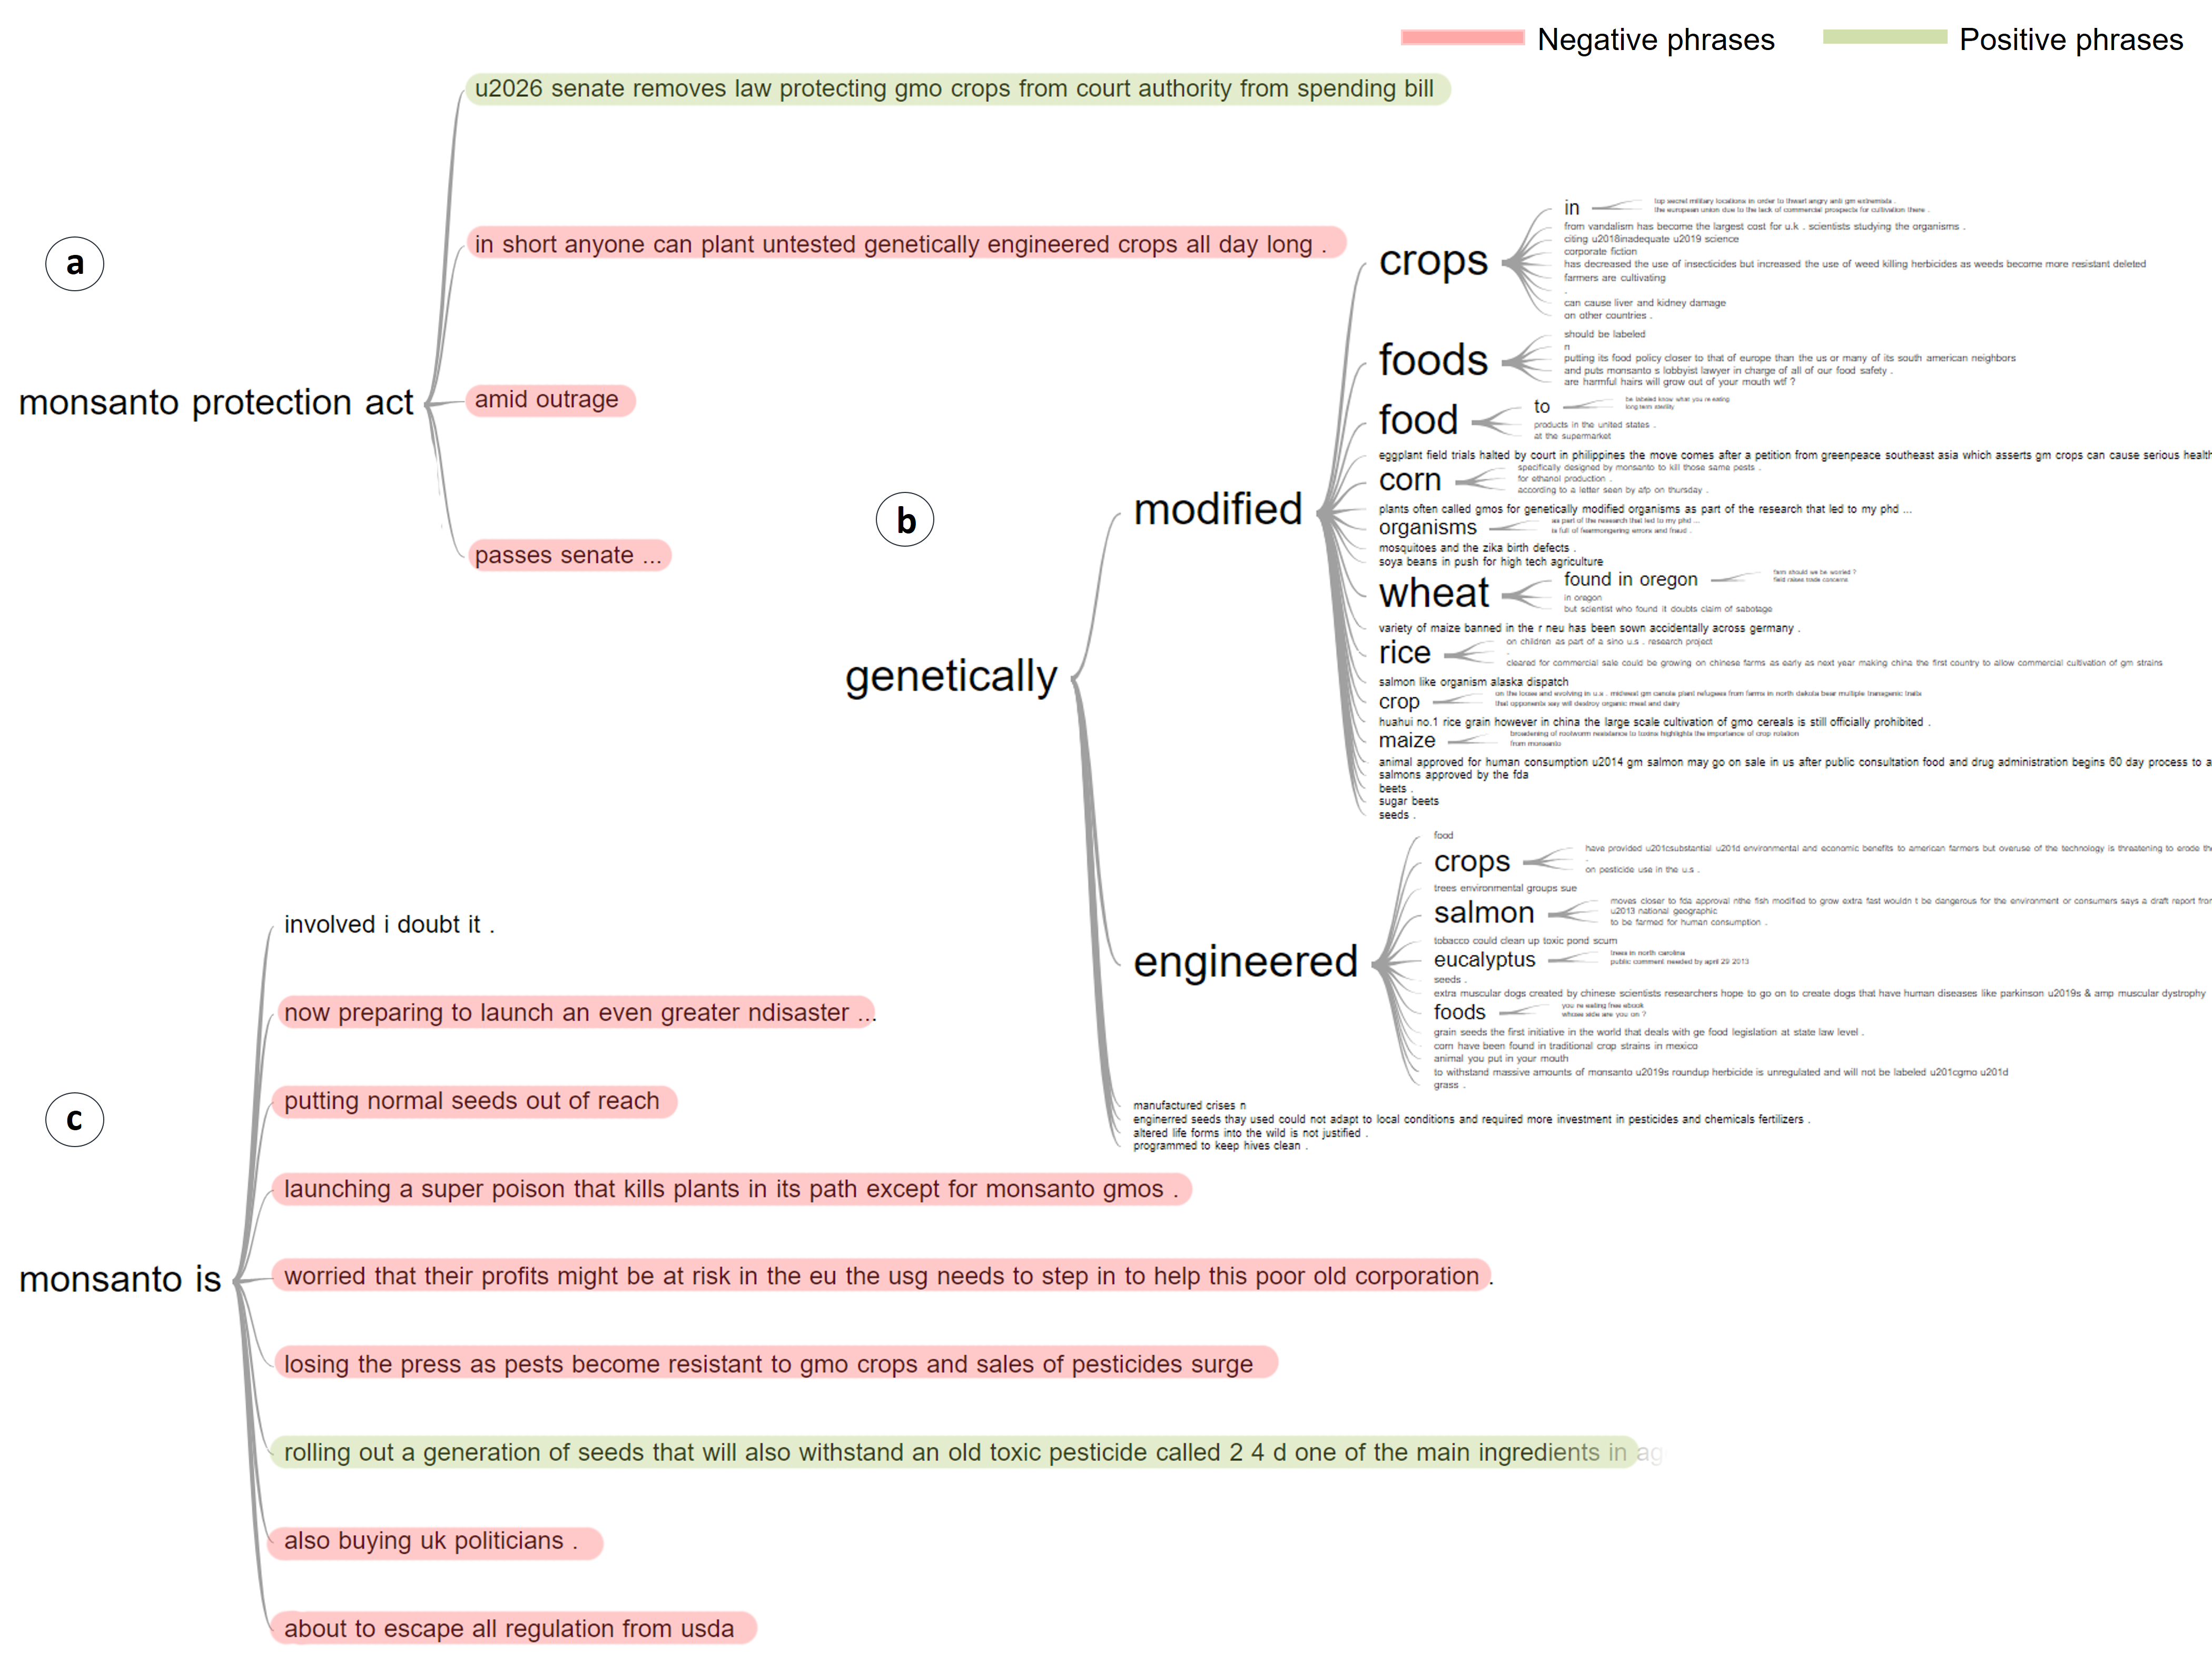 Negative phrases
Positive phrases
a
monsanto protection act
u2026 senate removes law protecting gmo crops from court authority from spending bill
in short anyone can plant untested genetically engineered crops all day long .
amid outrage
passes senate ...
b
genetically
modified
crops
in
top secret military locations in order to thwart angry anti gm extremists .
the european union due to the lack of commercial prospects for cultivation there .
from vandalism has become the largest cost for u.k . scientists studying the organisms .
citing u2018inadequate u2019 science
corporate fiction
has decreased the use of insecticides but increased the use of weed killing herbicides as weeds become more resistant deleted
farmers are cultivating
.
can cause liver and kidney damage
on other countries .
foods
should be labeled
n
putting its food policy closer to that of europe than the us or many of its south american neighbors
and puts monsanto s lobbyist lawyer in charge of all of our food safety .
are harmful hairs will grow out of your mouth wtf ?
food
to
be labeled know what you re eating
long term sterility
products in the united states .
at the supermarket
eggplant field trials halted by court in philippines the move comes after a petition from greenpeace southeast asia which asserts gm crops can cause serious health
corn
specifically designed by monsanto to kill those same pests .
for ethanol production .
according to a letter seen by afp on thursday .
plants often called gmos for genetically modified organisms as part of the research that led to my phd ...
organisms
as part of the research that led to my phd ...
is full of fearmongering errors and fraud .
mosquitoes and the zika birth defects .
soya beans in push for high tech agriculture
wheat
found in oregon
farm should we be worried ?
field raises trade concerns
in oregon
but scientist who found it doubts claim of sabotage
variety of maize banned in the r neu has been sown accidentally across germany .
rice
on children as part of a sino u.s . research project
.
cleared for commercial sale could be growing on chinese farms as early as next year making china the first country to allow commercial cultivation of gm strains
salmon like organism alaska dispatch
crop
on the loose and evolving in u.s . midwest gm canola plant refugees from farms in north dakota bear multiple transgenic traits
that opponents say will destroy organic meat and dairy
huahui no.1 rice grain however in china the large scale cultivation of gmo cereals is still officially prohibited .
maize
broadening of rootworm resistance to toxins highlights the importance of crop rotation
from monsanto
animal approved for human consumption u2014 gm salmon may go on sale in us after public consultation food and drug administration begins 60 day process to a
salmons approved by the fda
beets .
sugar beets
seeds .
engineered
food
crops
have provided u201csubstantial u201d environmental and economic benefits to american farmers but overuse of the technology is threatening to erode the
.
on pesticide use in the u.s .
trees environmental groups sue
salmon
moves closer to fda approval nthe fish modified to grow extra fast wouldn t be dangerous for the environment or consumers says a draft report from
u2013 national geographic
to be farmed for human consumption .
tobacco could clean up toxic pond scum
eucalyptus
trees in north carolina
public comment needed by april 29 2013
seeds .
extra muscular dogs created by chinese scientists researchers hope to go on to create dogs that have human diseases like parkinson u2019s & amp muscular dystrophy
foods
you re eating free ebook
whose side are you on ?
grain seeds the first initiative in the world that deals with ge food legislation at state law level .
corn have been found in traditional crop strains in mexico
animal you put in your mouth
to withstand massive amounts of monsanto u2019s roundup herbicide is unregulated and will not be labeled u201cgmo u201d
grass .
manufactured crises n
enginerred seeds thay used could not adapt to local conditions and required more investment in pesticides and chemicals fertilizers .
altered life forms into the wild is not justified .
programmed to keep hives clean .
c
monsanto is
involved i doubt it .
now preparing to launch an even greater ndisaster ...
putting normal seeds out of reach
launching a super poison that kills plants in its path except for monsanto gmos .
worried that their profits might be at risk in the eu the usg needs to step in to help this poor old corporation .
losing the press as pests become resistant to gmo crops and sales of pesticides surge
rolling out a generation of seeds that will also withstand an old toxic pesticide called 2 4 d one of the main ingredients in ag
also buying uk politicians .
about to escape all regulation from usda